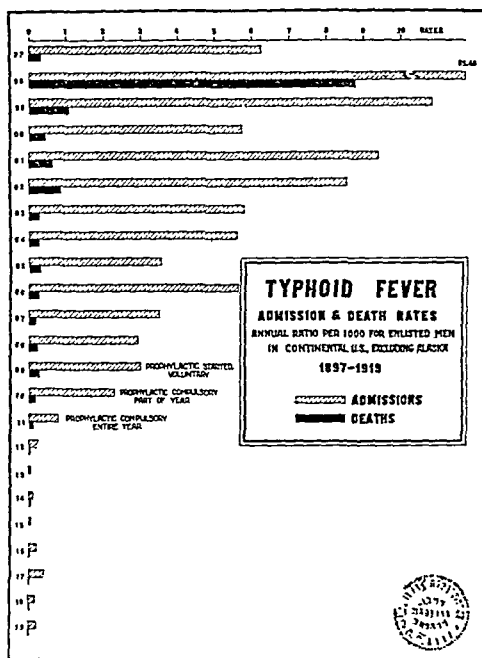 0 1 2 3 4 5 6 7 8 9 10 RATES
97
98
99
00
01
02
03
04
05
06
07
08
09 PROPHYLACTIC STARTED,
VOLUNTARY
10 PROPHYLACTIC COMPULSORY
PART OF YEAR
11 PROPHYLACTIC COMPULSORY
ENTIRE YEAR
12
13
14
15
16
17
18
19
TYPHOID FEVER
ADMISSION & DEATH RATES
ANNUAL RATIO PER 1000 FOR ENLISTED MEN
IN CONTINENTAL U.S., EXCLUDING ALASKA
1897-1919
ADMISSIONS
DEATHS